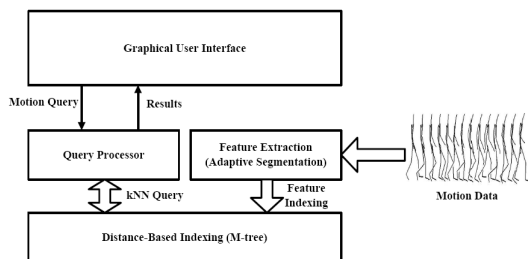 Graphical User Interface
Motion Query
Results
Query Processor
Feature Extraction
(Adaptive Segmentation)
kNN Query
Feature
Indexing
Motion Data
Distance-Based Indexing (M-tree)